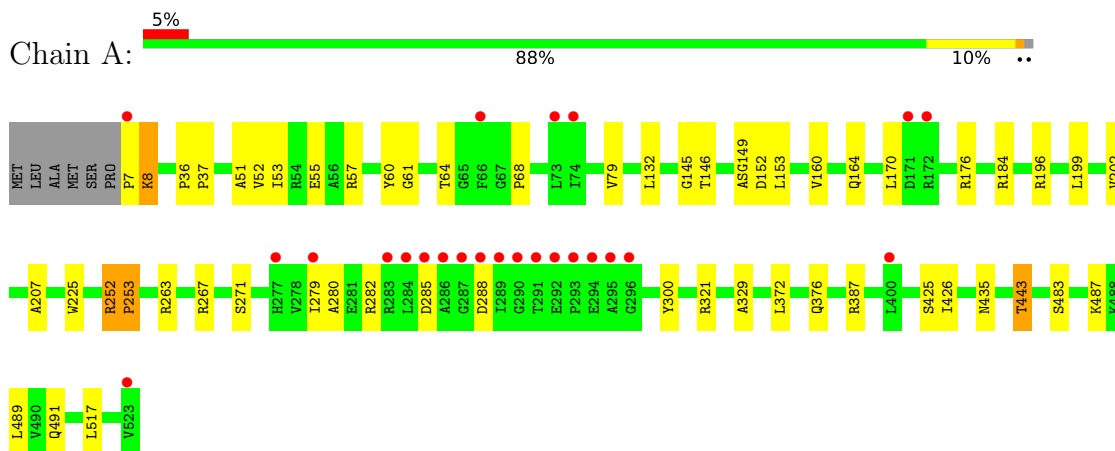 5%
Chain A:
88% 10% ••
MET LEU ALA MET SER PRO P7 K8 P36 P37 A51 V52 I53 R54 E55 A56 R57 Y60 G61 T64 G65 F66 G67 P68 L73 I74 V79 L132 G145 T146 ASG149 D152 L153 V160 Q164 L170 D171 R172 R176 R184 R196 L199
A207 W225 R252 P253 R263 R267 S271 H277 V278 I279 A280 E281 R282 R283 L284 D285 A286 G287 D288 I289 G290 T291 E292 P293 E294 A295 G296 Y300 R321 A329 L372 Q376 R387 L400 S425 I426 N435 T443 S483 K487 K488
L489 V490 Q491 L517 V523